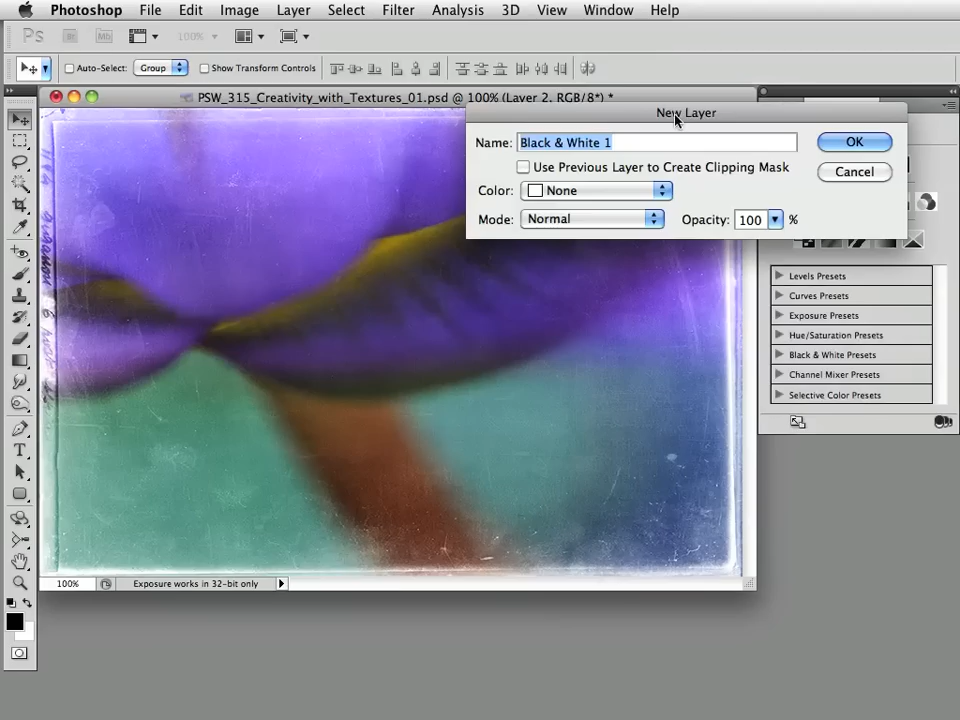 Photoshop File Edit Image Layer Select Filter Analysis 3D View Window Help
Ps Br Mb 100%
Auto-Select: Group Show Transform Controls
PSW_315_Creativity_with_Textures_01.psd @ 100% (Layer 2, RGB/8*) *
New Layer
Name: Black & White 1 OK
Use Previous Layer to Create Clipping Mask
Cancel
Color: None
Mode: Normal Opacity: 100 %
Levels Presets
Curves Presets
Exposure Presets
Hue/Saturation Presets
Black & White Presets
Channel Mixer Presets
Selective Color Presets
100% Exposure works in 32-bit only